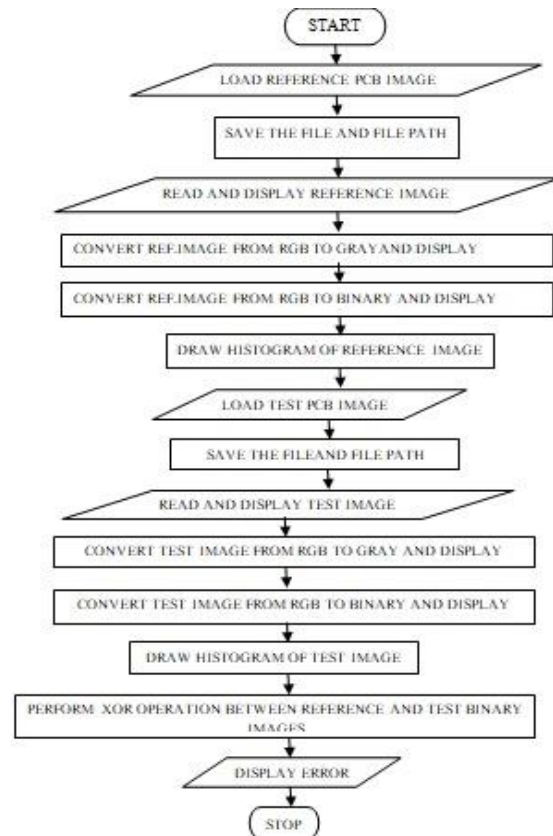 START
LOAD REFERENCE PCB IMAGE
SAVE THE FILE AND FILE PATH
READ AND DISPLAY REFERENCE IMAGE
CONVERT REF.IMAGE FROM RGB TO GRAYAND DISPLAY
CONVERT REF.IMAGE FROM RGB TO BINARY AND DISPLAY
DRAW HISTOGRAM OF REFERENCE IMAGE
LOAD TEST PCB IMAGE
SAVE THE FILEAND FILE PATH
READ AND DISPLAY TEST IMAGE
CONVERT TEST IMAGE FROM RGB TO GRAY AND DISPLAY
CONVERT TEST IMAGE FROM RGB TO BINARY AND DISPLAY
DRAW HISTOGRAM OF TEST IMAGE
PERFORM XOR OPERATION BETWEEN REFERENCE AND TEST BINARY
IMAGES
DISPLAY ERROR
STOP